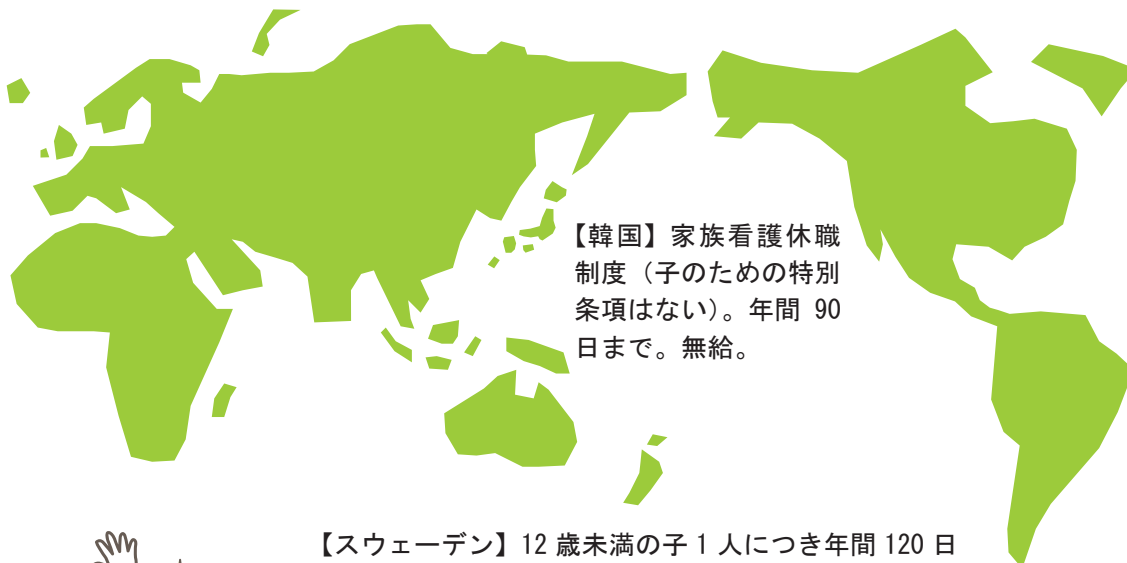 【韓国】家族看護休職
制度（子のための特別
条項はない）。年間 90
日まで。無給。
【スウェーデン】12 歳未満の子 1 人につき年間 120 日